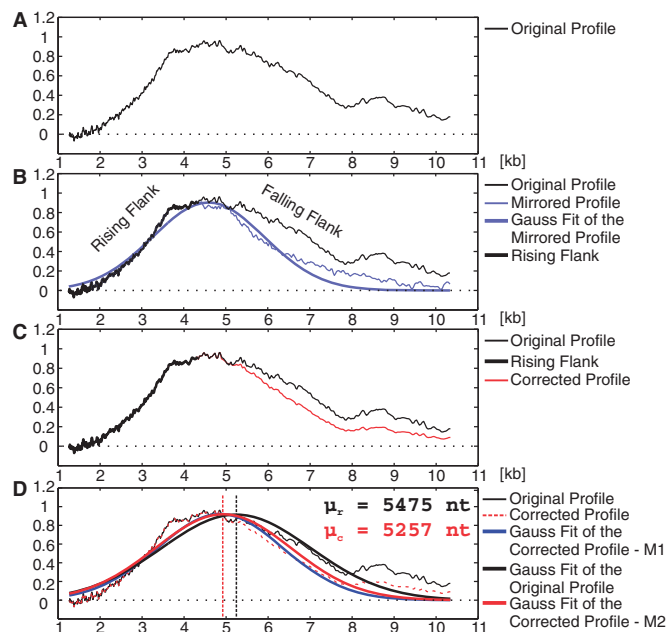 A
1.2
1
0.8
0.6
0.4
0.2
0
1 2 3 4 5 6 7 8 9 10 11
[kb]
Original Profile
B
1.2
1
0.8
0.6
0.4
0.2
0
Rising Flank
Falling Flank
1 2 3 4 5 6 7 8 9 10 11
[kb]
Original Profile
Mirrored Profile
Gauss Fit of the
Mirrored Profile
Rising Flank
C
1.2
1
0.8
0.6
0.4
0.2
0
1 2 3 4 5 6 7 8 9 10 11
[kb]
Original Profile
Rising Flank
Corrected Profile
D
1.2
1
0.8
0.6
0.4
0.2
0
μr = 5475 nt
μc = 5257 nt
1 2 3 4 5 6 7 8 9 10 11
Original Profile
Corrected Profile
Gauss Fit of the
Corrected Profile - M1
Gauss Fit of the
Original Profile
Gauss Fit of the
Corrected Profile - M2